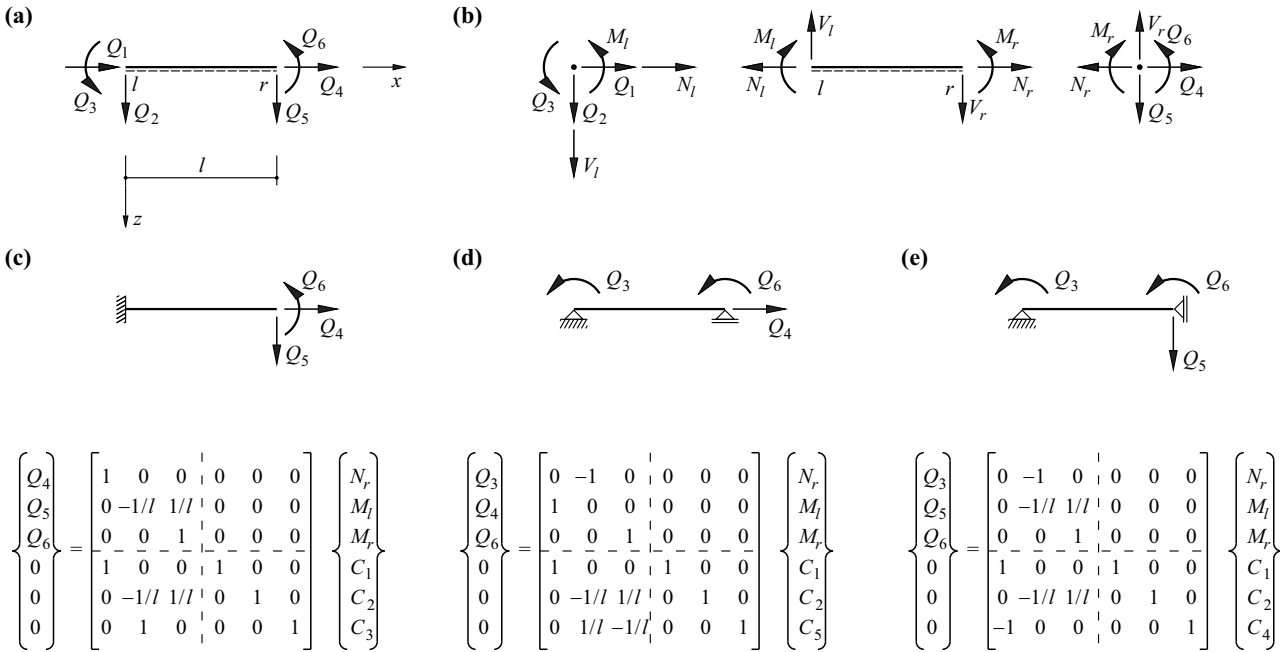 (a)
Q₁ Q₃ l Q₂ r Q₆ Q₄ Q₅ x
l
z
(b)
Q₃ M_l Q₁ N_l Q₂ V_l
M_l V_l N_l l r M_r N_r V_r
M_r V_r Q₆ N_r Q₄ Q₅
(c)
Q₆ Q₄ Q₅
(d)
Q₃ Q₆ Q₄
(e)
Q₃ Q₆ Q₅
Q₄ 1 0 0 0 0 0 N_r
Q₅ 0 −1/l 1/l 0 0 0 M_l
Q₆ = 0 0 1 0 0 0 M_r
0 1 0 0 1 0 0 C₁
0 0 −1/l 1/l 0 1 0 C₂
0 0 1 0 0 0 1 C₃
Q₃ 0 −1 0 0 0 0 N_r
Q₄ 1 0 0 0 0 0 M_l
Q₆ = 0 0 1 0 0 0 M_r
0 1 0 0 1 0 0 C₁
0 0 −1/l 1/l 0 1 0 C₂
0 0 1/l −1/l 0 0 1 C₅
Q₃ 0 −1 0 0 0 0 N_r
Q₅ 0 −1/l 1/l 0 0 0 M_l
Q₆ = 0 0 1 0 0 0 M_r
0 1 0 0 1 0 0 C₁
0 0 −1/l 1/l 0 1 0 C₂
0 −1 0 0 0 0 1 C₄